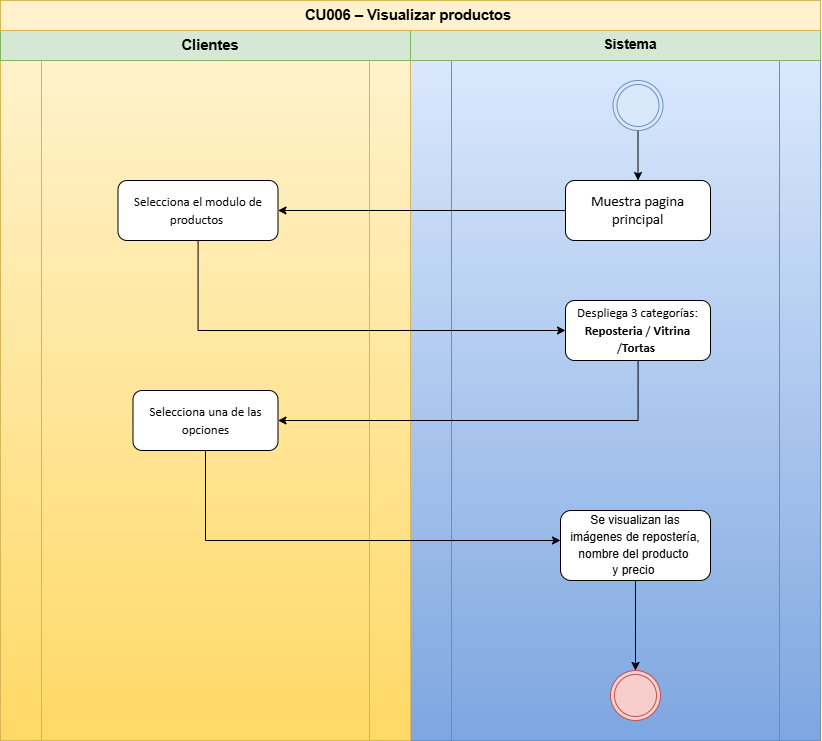 CU006 – Visualizar productos
Clientes
Sistema
Muestra pagina
principal
Selecciona el modulo de
productos
Despliega 3 categorías:
Reposteria / Vitrina
/Tortas
Selecciona una de las
opciones
Se visualizan las
imágenes de repostería,
nombre del producto
y precio